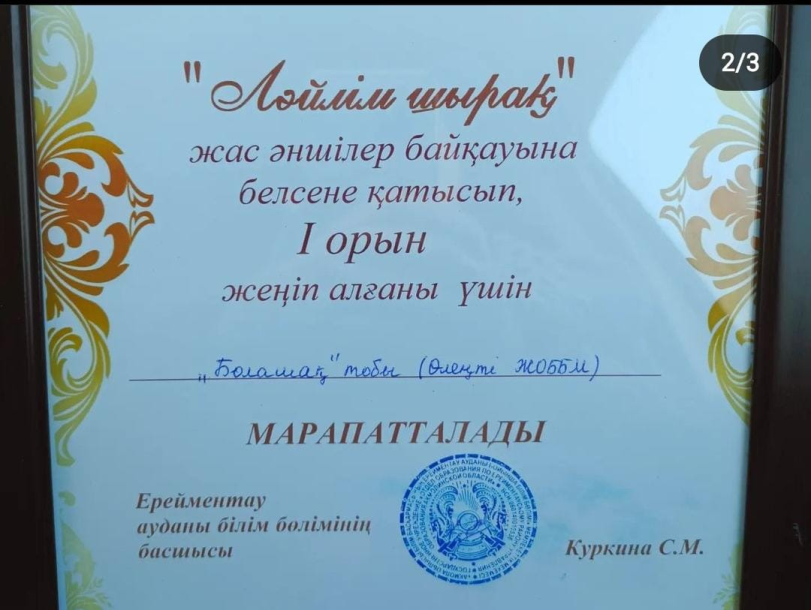 2/3
"Ләйлім шырақ"
жас әншілер байқауына
белсене қатысып,
І орын
жеңіп алғаны үшін
„Болашақ" тобы (Өлеңті ЖОББМ)
МАРАПАТТАЛАДЫ
Ерейментау
ауданы білім бөлімінің
басшысы
Куркина С.М.